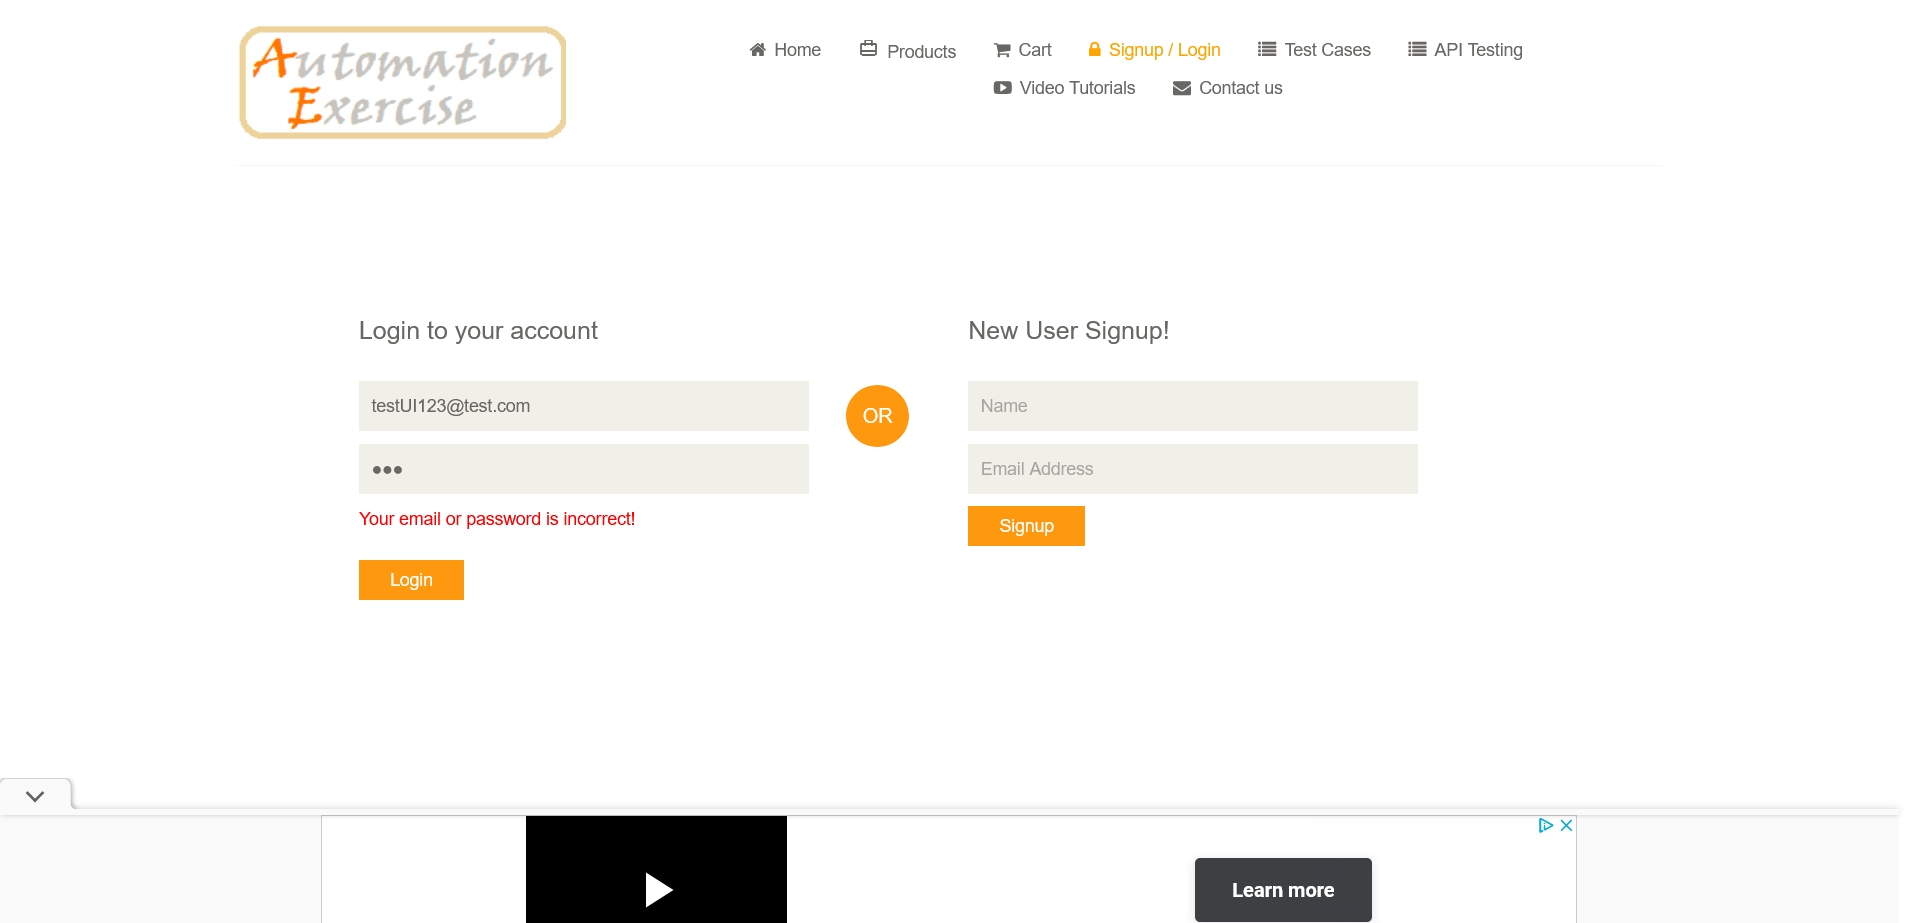 Automation
Exercise
Home
Products
Cart
Signup / Login
Test Cases
API Testing
Video Tutorials
Contact us
Login to your account
testUI123@test.com
Your email or password is incorrect!
Login
OR
New User Signup!
Name
Email Address
Signup
Learn more